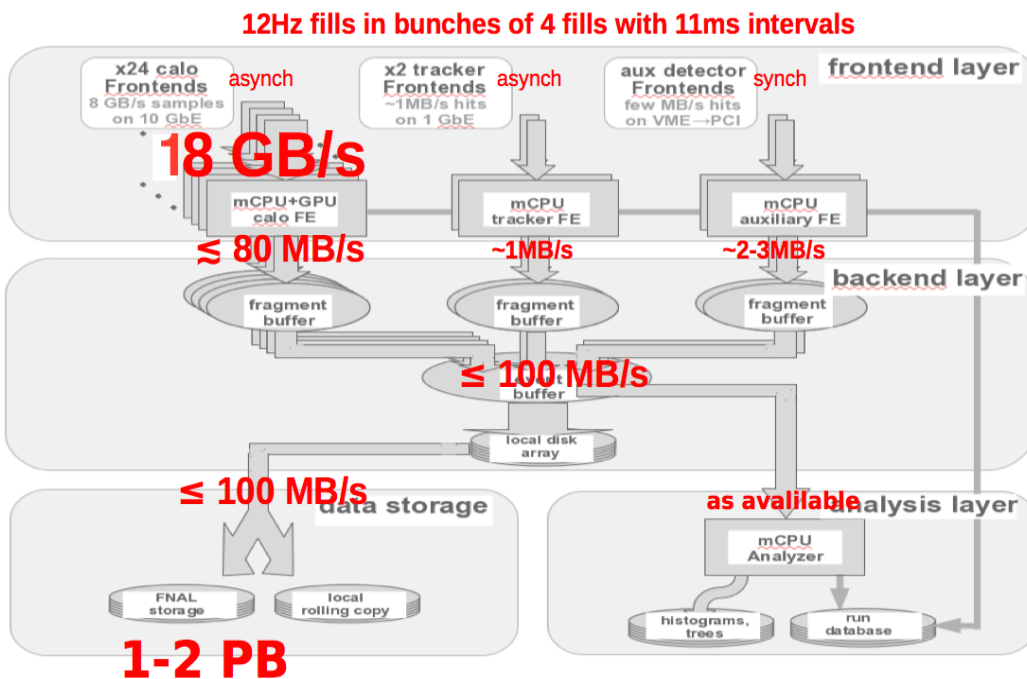 12Hz fills in bunches of 4 fills with 11ms intervals
x24 calo
Frontends
8 GB/s samples
on 10 GbE
asynch
x2 tracker
Frontends
~1MB/s hits
on 1 GbE
asynch
aux detector
Frontends
few MB/s hits
on VME→PCI
synch
frontend layer
18 GB/s
mCPU+GPU
calo FE
mCPU
tracker FE
mCPU
auxiliary FE
≲ 80 MB/s
~1MB/s
~2-3MB/s
backend layer
fragment
buffer
fragment
buffer
fragment
buffer
≤ 100 MB/s
buffer
local disk
array
≤ 100 MB/s
data storage
as avalilable
analysis layer
mCPU
Analyzer
FNAL
storage
local
rolling copy
histograms,
trees
run
database
1-2 PB